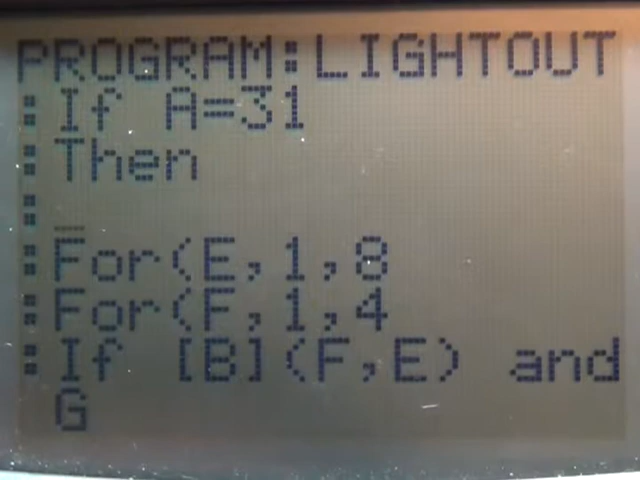 PROGRAM:LIGHTOUT
:If A=31
:Then
:
:For(E,1,8
:For(F,1,4
:If [B](F,E) and
G